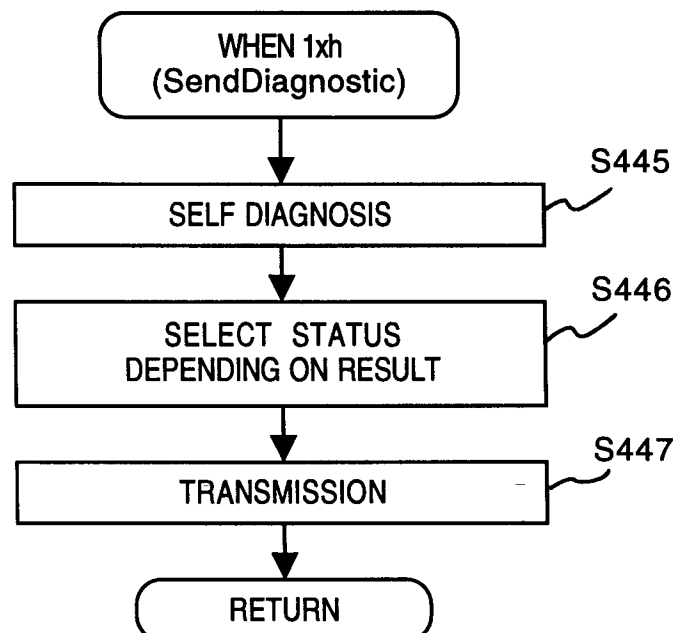 WHEN 1xh
(SendDiagnostic)
S445
SELF DIAGNOSIS
S446
SELECT STATUS
DEPENDING ON RESULT
S447
TRANSMISSION
RETURN